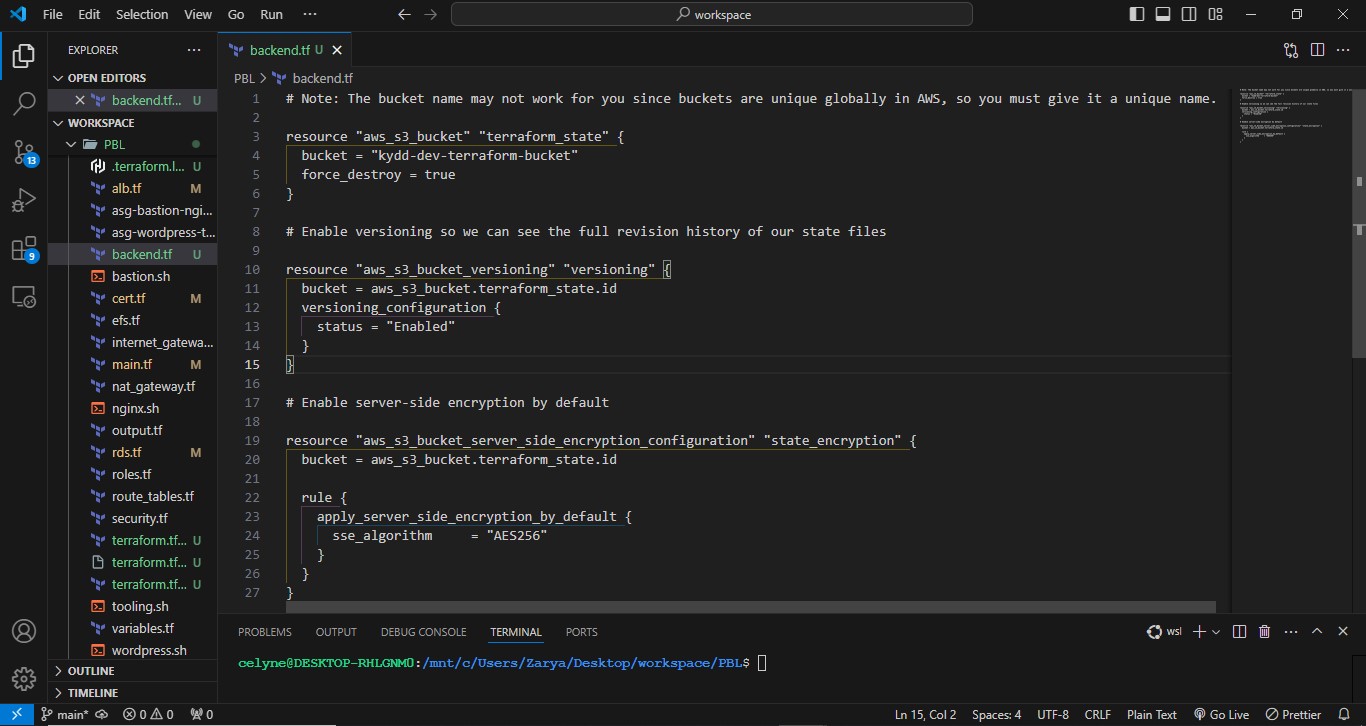 File Edit Selection View Go Run ··· workspace
EXPLORER ···
OPEN EDITORS
backend.tf... U
WORKSPACE
PBL
.terraform.l... U
alb.tf M
asg-bastion-ngi...
asg-wordpress-t...
backend.tf U
bastion.sh
cert.tf M
efs.tf
internet_gatewa...
main.tf M
nat_gateway.tf
nginx.sh
output.tf
rds.tf M
roles.tf
route_tables.tf
security.tf
terraform.tf... U
terraform.tf... U
terraform.tf... U
tooling.sh
variables.tf
wordpress.sh
OUTLINE
TIMELINE
13
9
backend.tf U
PBL > backend.tf
1 # Note: The bucket name may not work for you since buckets are unique globally in AWS, so you must give it a unique name.
2
3 resource "aws_s3_bucket" "terraform_state" {
4 bucket = "kydd-dev-terraform-bucket"
5 force_destroy = true
6 }
7
8 # Enable versioning so we can see the full revision history of our state files
9
10 resource "aws_s3_bucket_versioning" "versioning" {
11 bucket = aws_s3_bucket.terraform_state.id
12 versioning_configuration {
13 status = "Enabled"
14 }
15 }
16
17 # Enable server-side encryption by default
18
19 resource "aws_s3_bucket_server_side_encryption_configuration" "state_encryption" {
20 bucket = aws_s3_bucket.terraform_state.id
21
22 rule {
23 apply_server_side_encryption_by_default {
24 sse_algorithm     = "AES256"
25 }
26 }
27 }
PROBLEMS OUTPUT DEBUG CONSOLE TERMINAL PORTS wsl
celyne@DESKTOP-RHLGNM0:/mnt/c/Users/Zarya/Desktop/workspace/PBL$
main* 0 0 0 Ln 15, Col 2 Spaces: 4 UTF-8 CRLF Plain Text Go Live Prettier